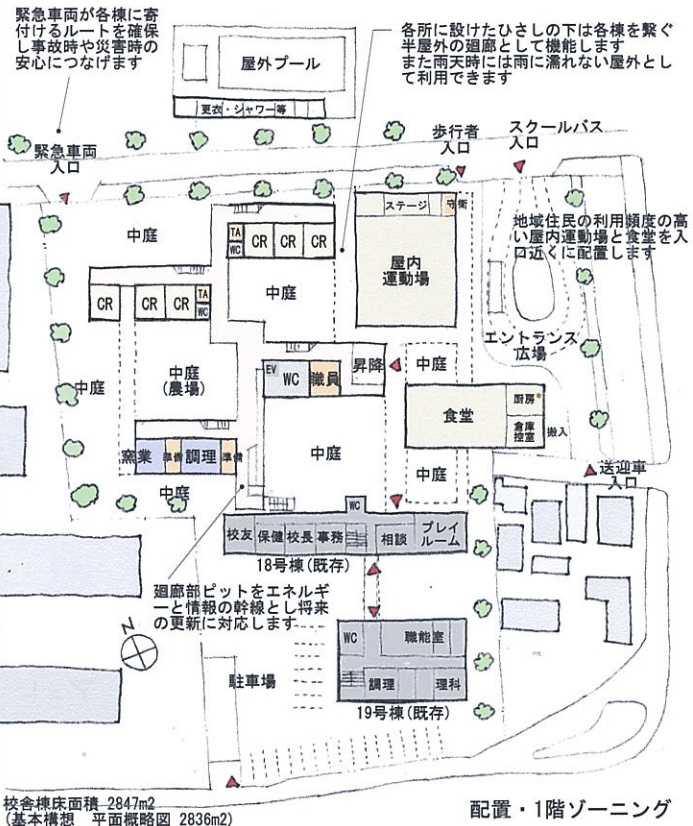 緊急車両が各棟に寄
付けるルートを確保
し事故時や災害時の
安心につなげます
屋外プール
更衣・シャワー等
各所に設けたひさしの下は各棟を繋ぐ
半屋外の廻廊として機能します
また雨天時には雨に濡れない屋外とし
て利用できます
緊急車両
入口
歩行者
入口
スクールバス
入口
中庭
TA
WC
CR
CR
CR
ステージ
守衛
屋内
運動場
地域住民の利用頻度の高
い屋内運動場と食堂を入
口近くに配置します
中庭
CR
CR
CR
TA
WC
エントランス
広場
中庭
中庭
(農場)
EV
WC
職員
昇降
中庭
食堂
厨房
倉庫
控室
搬入
窯業
準備
調理
準備
中庭
中庭
中庭
送迎車
入口
WC
校友
保健
校長
事務
相談
プレイ
ルーム
18号棟(既存)
廻廊部ピットをエネルギ
ーと情報の幹線とし将来
の更新に対応します
N
WC
職能室
駐車場
調理
理科
19号棟(既存)
校舎棟床面積 2847m2
(基本構想 平面概略図 2836m2)
配置・1階ゾーニング